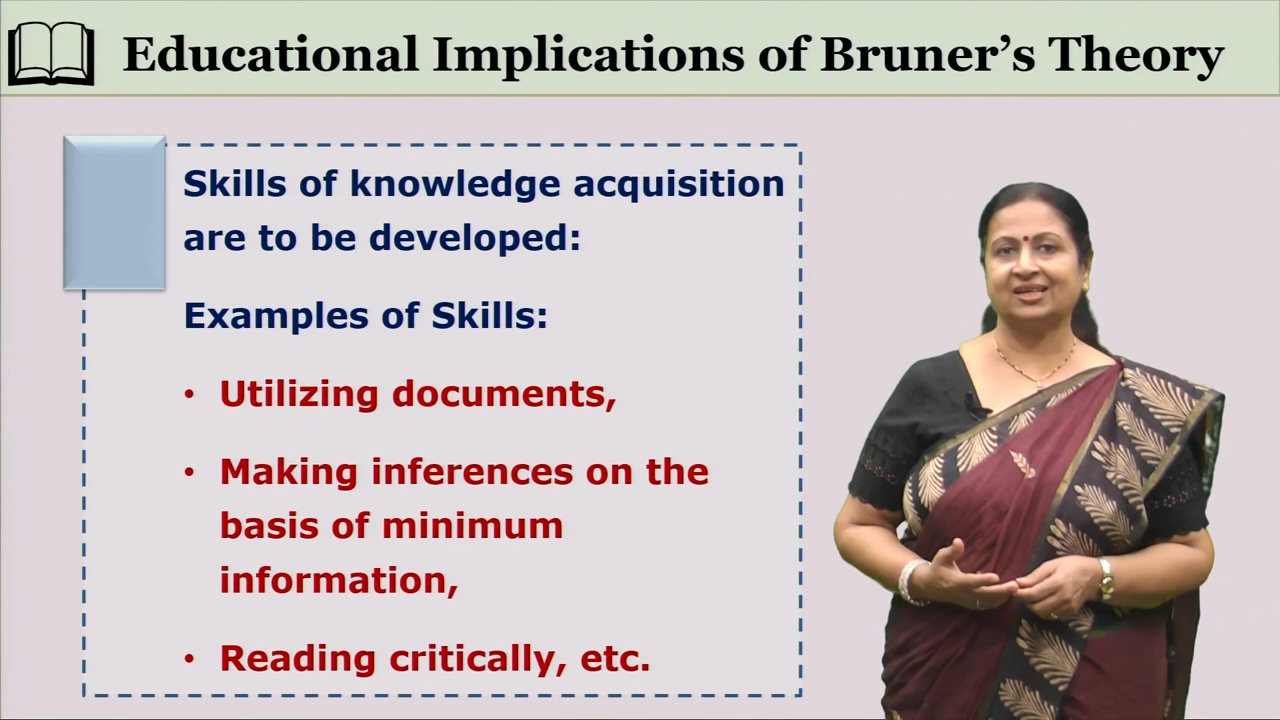 Educational Implications of Bruner’s Theory
Skills of knowledge acquisition
are to be developed:
Examples of Skills:
• Utilizing documents,
• Making inferences on the
basis of minimum
information,
• Reading critically, etc.